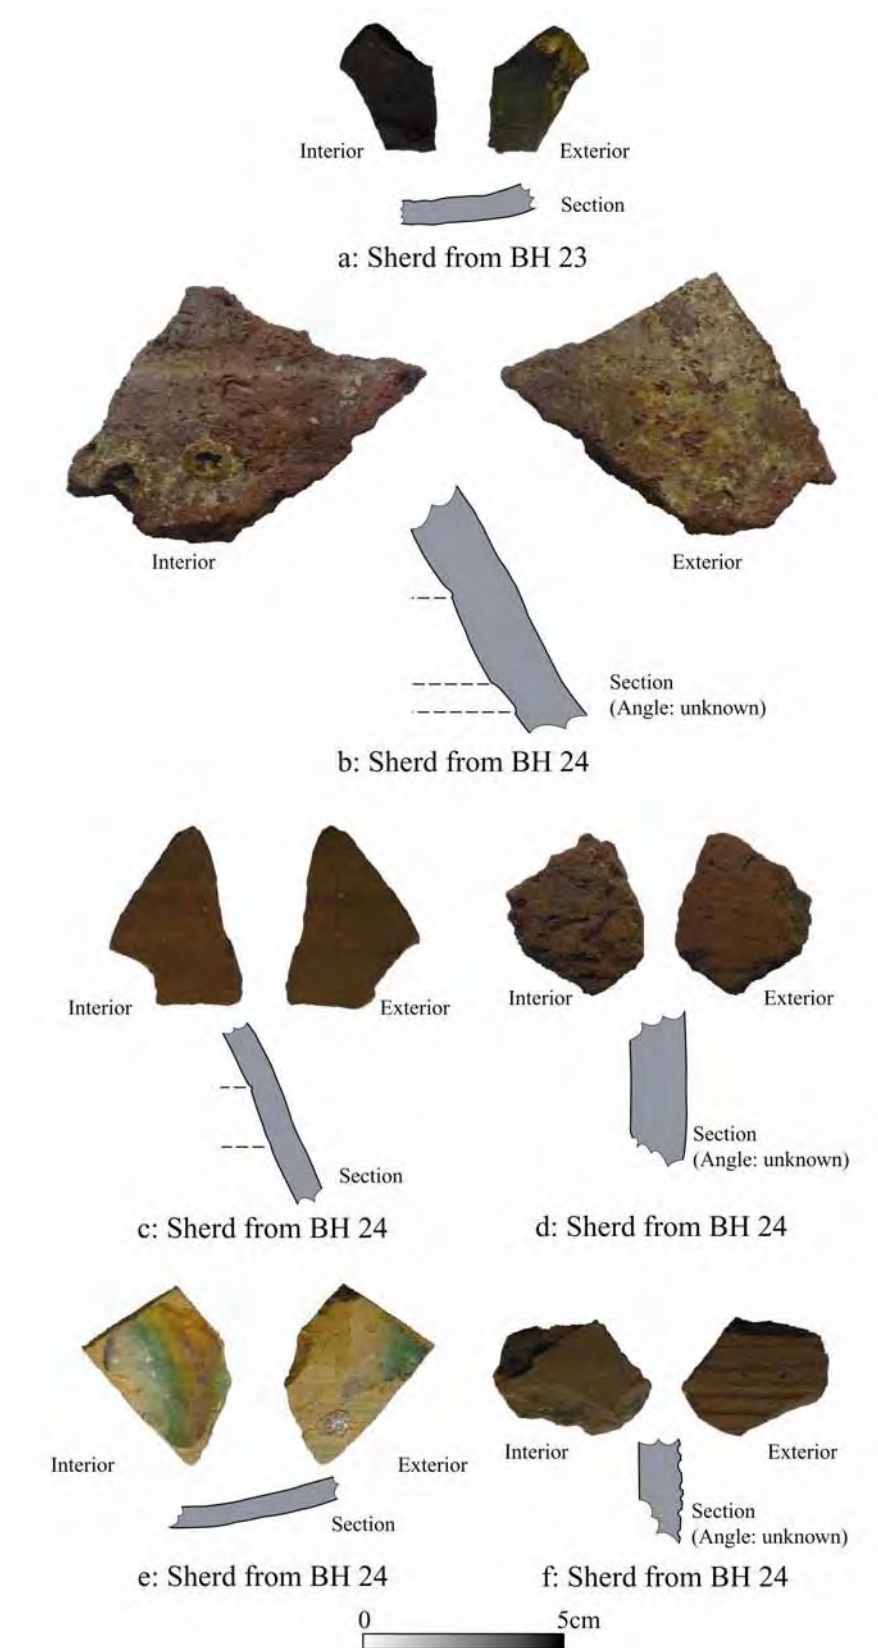 Interior
Exterior
Section
a: Sherd from BH 23
Interior
Exterior
Section
(Angle: unknown)
b: Sherd from BH 24
Interior
Exterior
Section
c: Sherd from BH 24
Interior
Exterior
Section
(Angle: unknown)
d: Sherd from BH 24
Interior
Exterior
Section
e: Sherd from BH 24
Interior
Exterior
Section
(Angle: unknown)
f: Sherd from BH 24
0 5cm